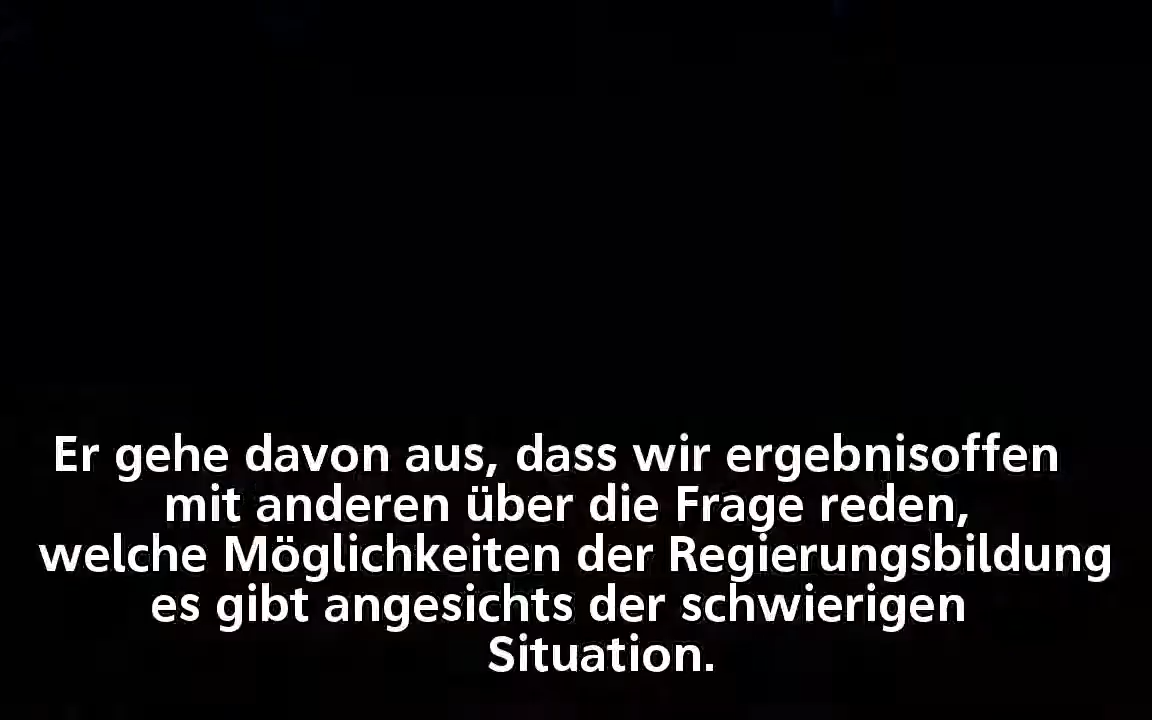 Er gehe davon aus, dass wir ergebnisoffen
mit anderen über die Frage reden,
welche Möglichkeiten der Regierungsbildung
es gibt angesichts der schwierigen
Situation.